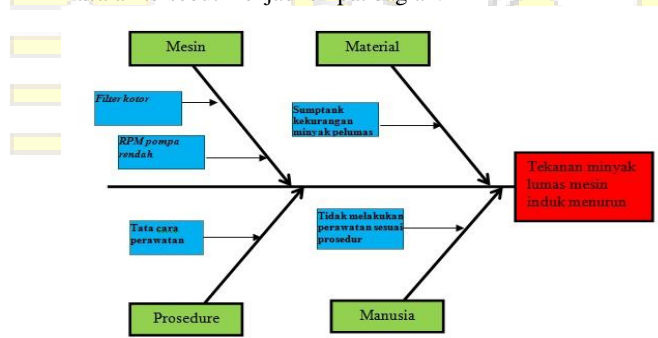 Mesin
Material
Filter kotor
Sumptank
kekurangan
minyak pelumas
RPM pompa
rendah
Tekanan minyak
lumas mesin
induk menurun
Tata cara
perawatan
Tidak melakukan
perawatan sesuai
prosedur
Prosedure
Manusia